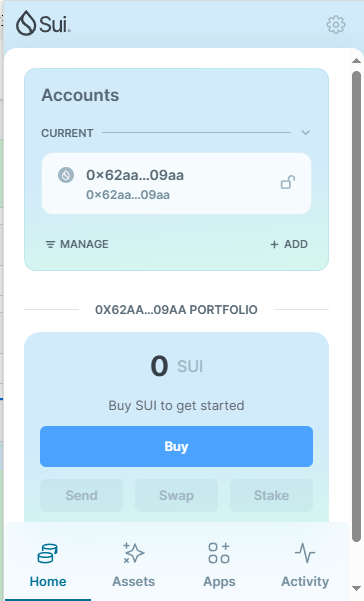 Sui.
Accounts
CURRENT
0×62aa...09aa
0×62aa...09aa
MANAGE
+ ADD
0X62AA...09AA PORTFOLIO
0 SUI
Buy SUI to get started
Buy
Send Swap Stake
Home Assets Apps Activity